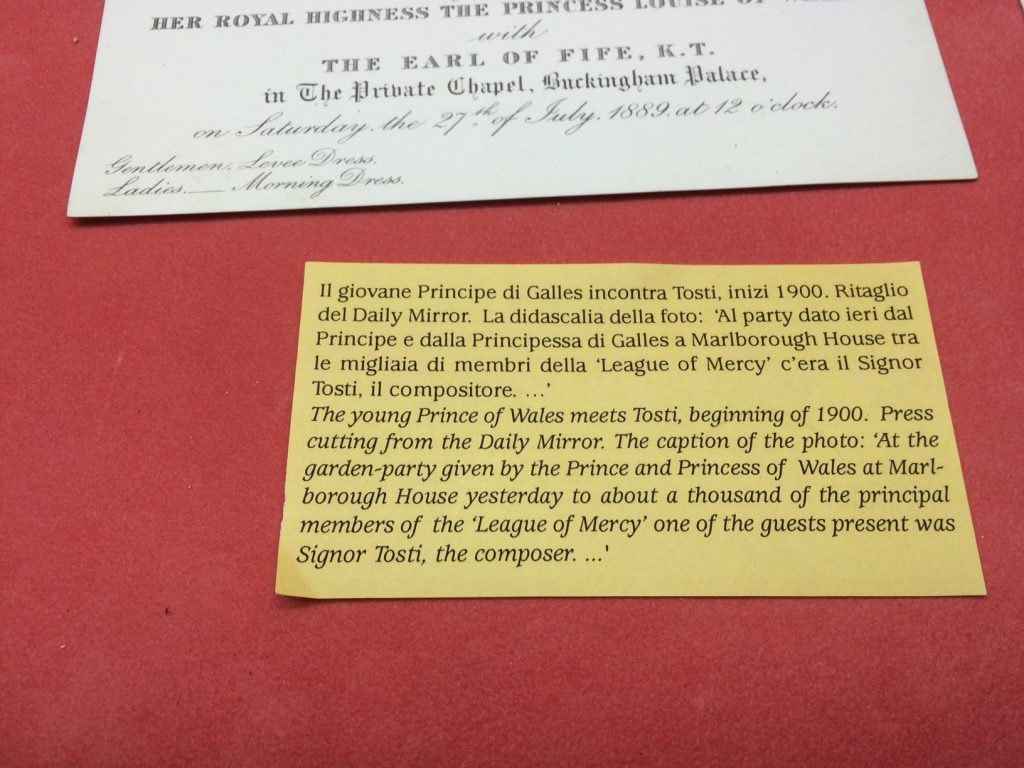 HER ROYAL HIGHNESS THE PRINCESS LOUISE OF
with
THE EARL OF FIFE, K.T.
in The Private Chapel, Buckingham Palace,
on Saturday, the 27th of July, 1889, at 12 o'clock.
Gentlemen. Levee Dress.
Ladies. — Morning Dress.
Il giovane Principe di Galles incontra Tosti, inizi 1900. Ritaglio
del Daily Mirror. La didascalia della foto: 'Al party dato ieri dal
Principe e dalla Principessa di Galles a Marlborough House tra
le migliaia di membri della 'League of Mercy' c'era il Signor
Tosti, il compositore. ...'
The young Prince of Wales meets Tosti, beginning of 1900. Press
cutting from the Daily Mirror. The caption of the photo: 'At the
garden-party given by the Prince and Princess of Wales at Marl-
borough House yesterday to about a thousand of the principal
members of the 'League of Mercy' one of the guests present was
Signor Tosti, the composer. ...'